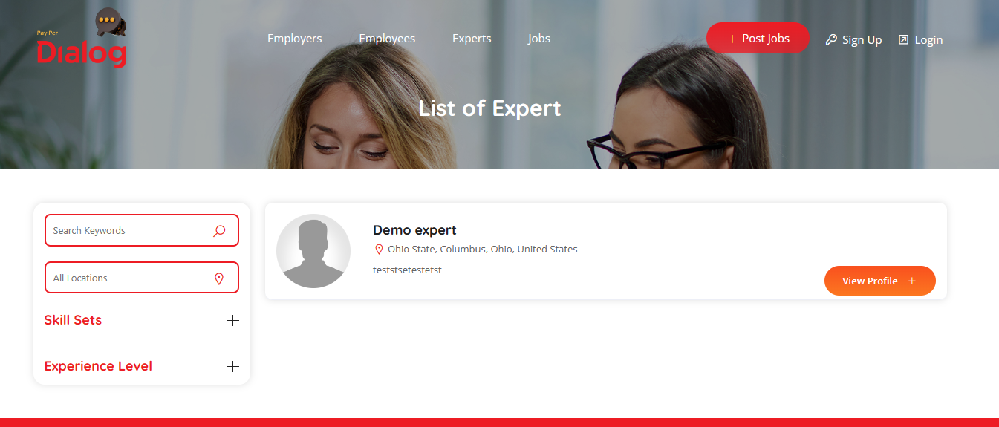 Pay Per
Dialog
Employers
Employees
Experts
Jobs
+ Post Jobs
Sign Up
Login
List of Expert
Search Keywords
All Locations
Skill Sets
Experience Level
Demo expert
Ohio State, Columbus, Ohio, United States
teststsetestetst
View Profile +